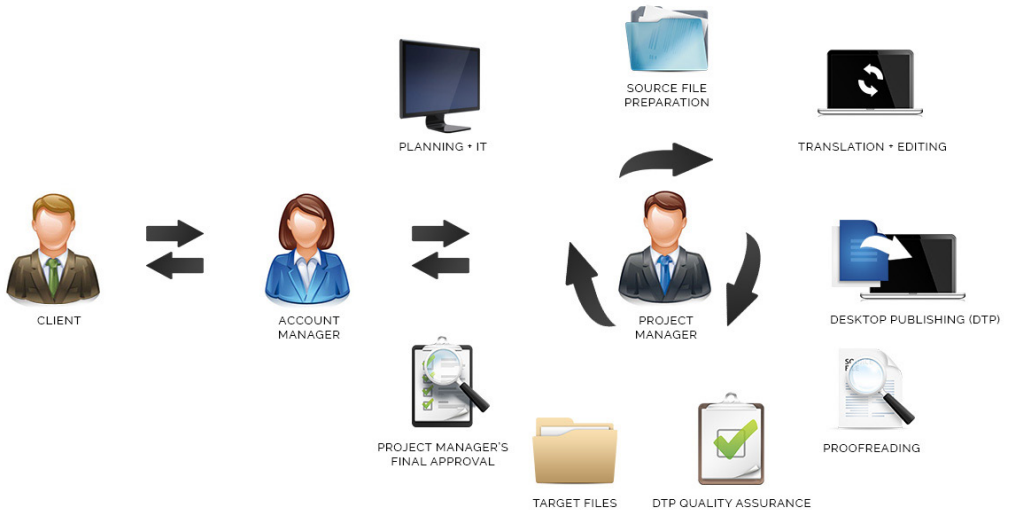 SOURCE FILE
PREPARATION
PLANNING + IT
TRANSLATION + EDITING
CLIENT
ACCOUNT
MANAGER
PROJECT
MANAGER
DESKTOP PUBLISHING (DTP)
PROJECT MANAGER'S
FINAL APPROVAL
PROOFREADING
TARGET FILES
DTP QUALITY ASSURANCE